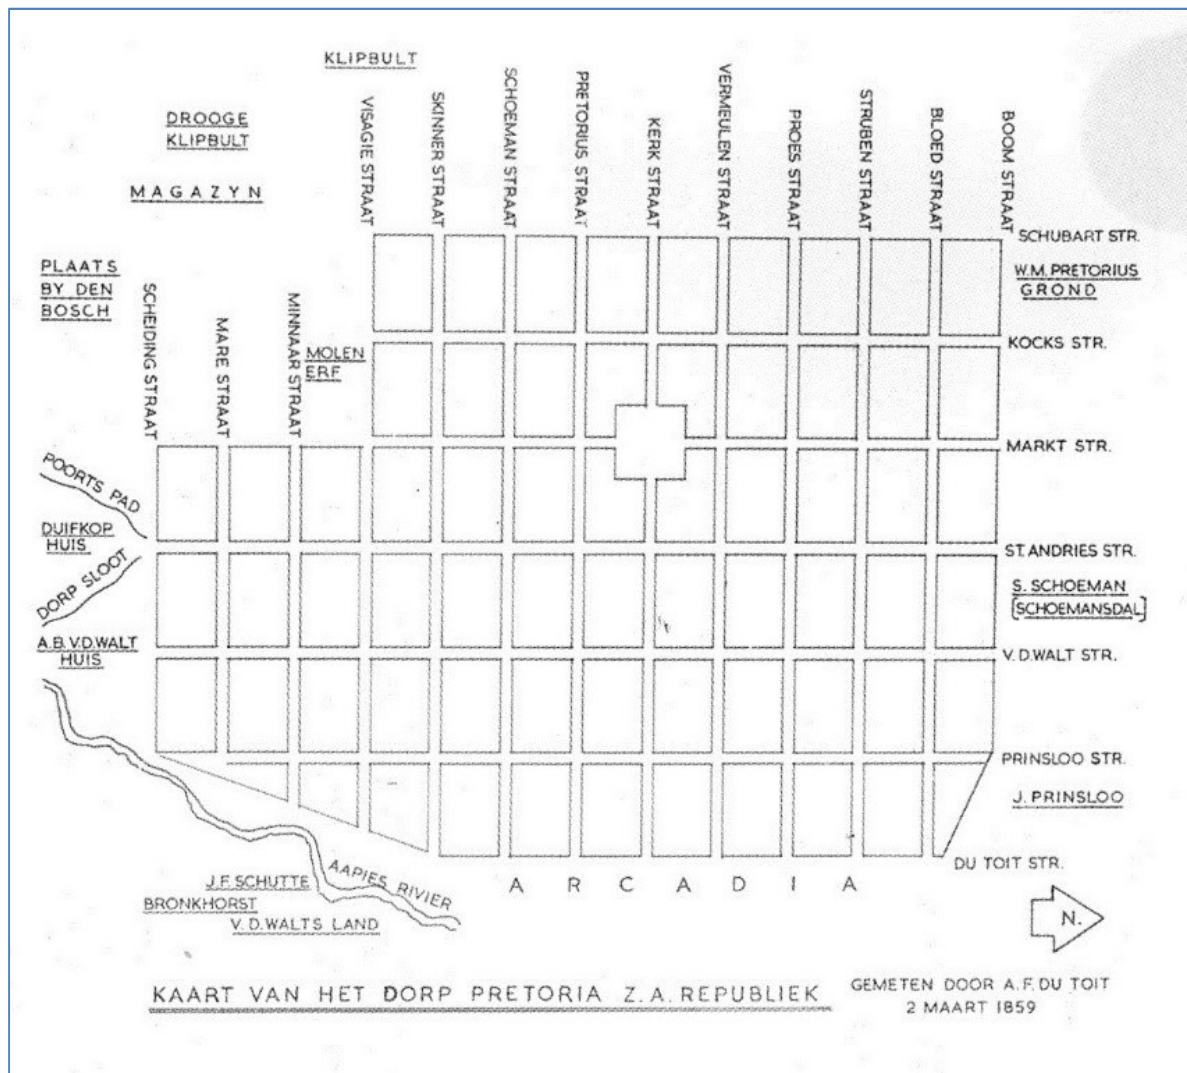 KLIPBULT
DROOGE
KLIPBULT
MAGAZYN
PLAATS
BY DEN
BOSCH
SCHEIDING STRAAT
MARE STRAAT
MINNAAR STRAAT
MOLEN
ERF
VISAGIE STRAAT
SKINNER STRAAT
SCHOEMAN STRAAT
PRETORIUS STRAAT
KERK STRAAT
VERMEULEN STRAAT
PROES STRAAT
STRUBEN STRAAT
BLOED STRAAT
BOOM STRAAT
SCHUBART STR.
W.M. PRETORIUS
GROND
KOCKS STR.
MARKT STR.
POORTS PAD
DUIFKOP
HUIS
DORP SLOOT
A.B. V.D. WALT
HUIS
ST. ANDRIES STR.
S. SCHOEMAN
[SCHOEMANSDAL]
V.D. WALT STR.
PRINSLOO STR.
J. PRINSLOO
DU TOIT STR.
AAPIES RIVIER
ARCADIA
J.F. SCHUTTE
BRONKHORST
V.D. WALTS LAND
N.
KAART VAN HET DORP PRETORIA Z.A. REPUBLIEK
GEMETEN DOOR A.F. DU TOIT
2 MAART 1859